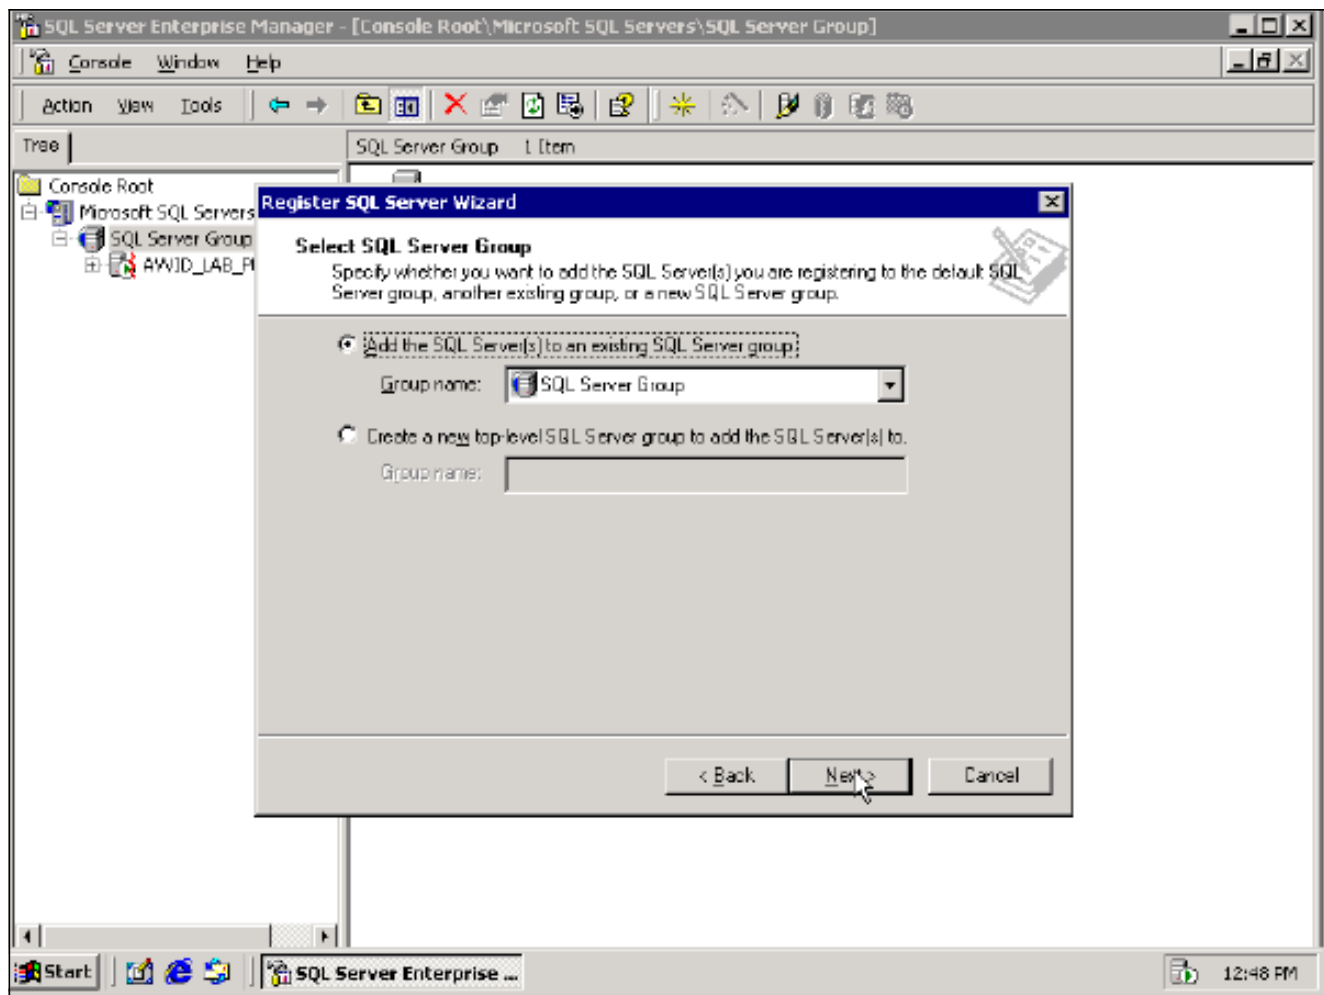 SQL Server Enterprise Manager - [Console Root\Microsoft SQL Servers\SQL Server Group]
Console Window Help
Action View Tools
Tree
SQL Server Group 1 Item
Console Root
Microsoft SQL Servers
SQL Server Group
AVVID_LAB_P
Register SQL Server Wizard
Select SQL Server Group
Specify whether you want to add the SQL Server(s) you are registering to the default SQL
Server group, another existing group, or a new SQL Server group.
Add the SQL Server(s) to an existing SQL Server group
Group name: SQL Server Group
Create a new top-level SQL Server group to add the SQL Server(s) to.
Group name:
< Back Next > Cancel
Start SQL Server Enterprise ... 12:48 PM